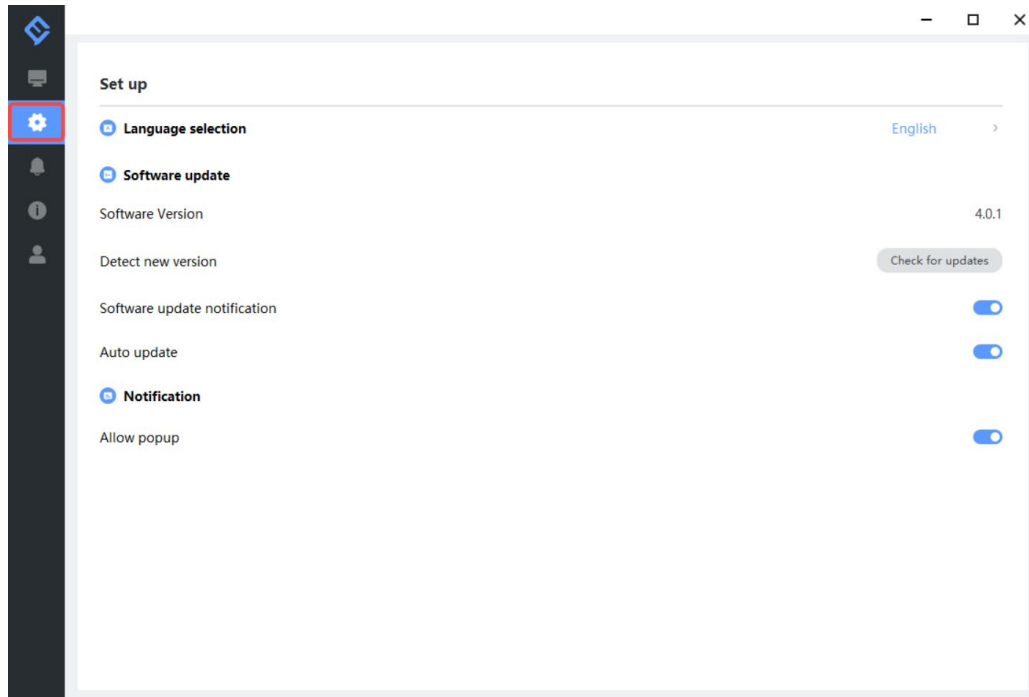 Set up
Language selection English
Software update
Software Version 4.0.1
Detect new version Check for updates
Software update notification
Auto update
Notification
Allow popup